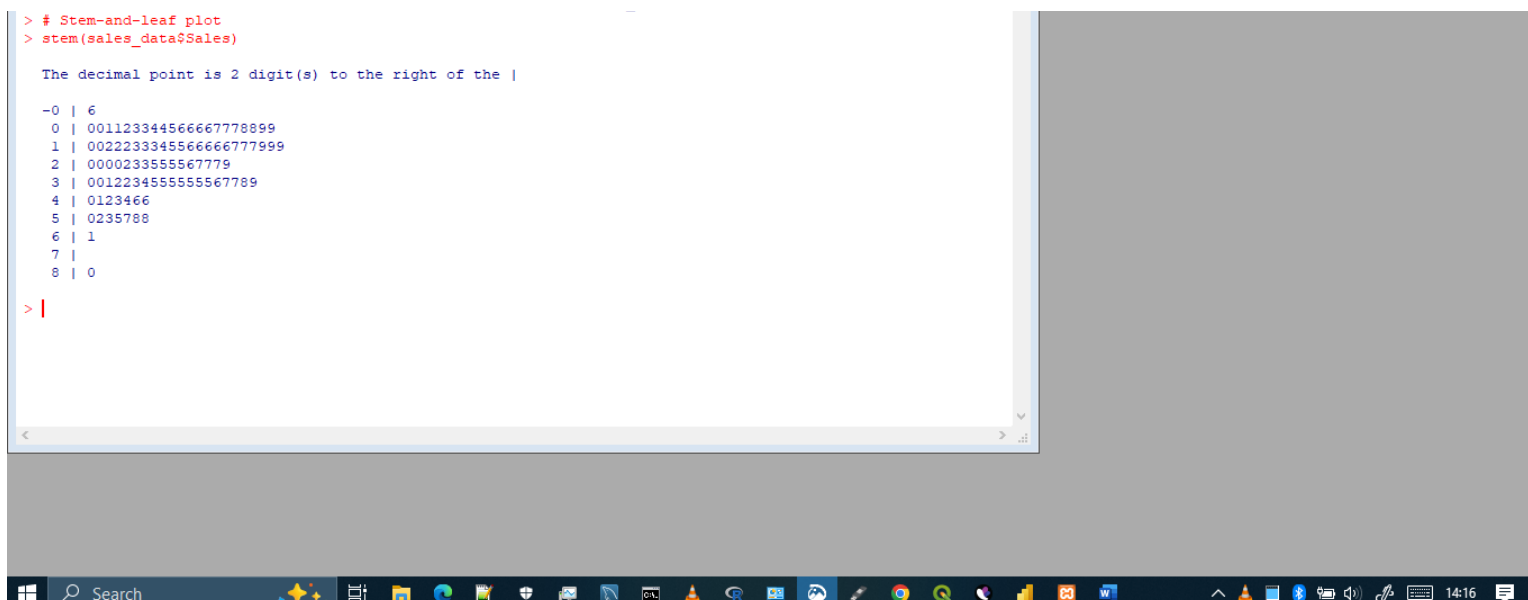 > # Stem-and-leaf plot
> stem(sales_data$Sales)
The decimal point is 2 digit(s) to the right of the |
-0 | 6
0 | 001123344566667778899
1 | 0022233345566666777999
2 | 0000233555567779
3 | 0012234555555567789
4 | 0123466
5 | 0235788
6 | 1
7 |
8 | 0
>
Search
14:16